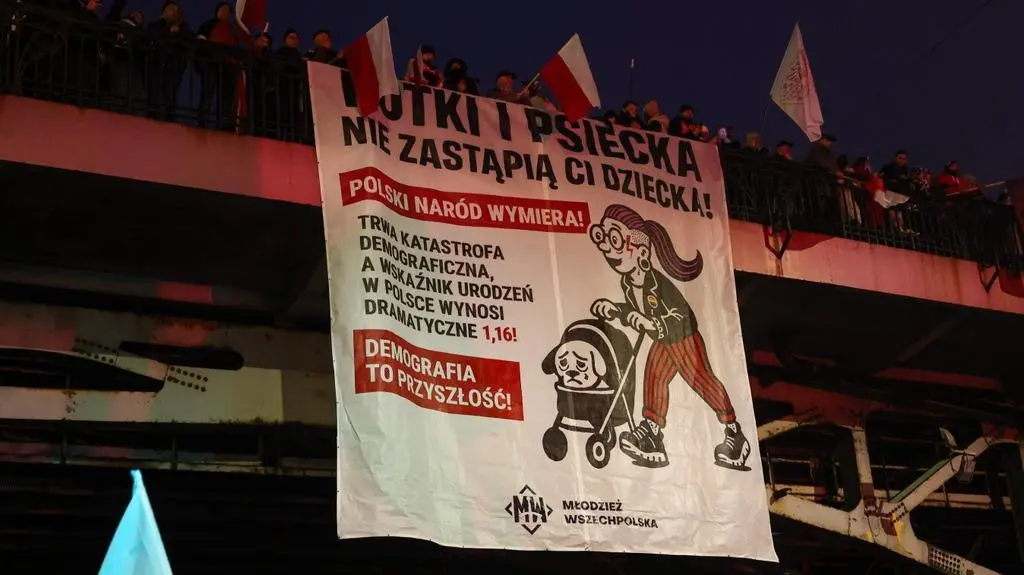 KOTKI I PSIECKA
NIE ZASTĄPIĄ CI DZIECKA!
POLSKI NARÓD WYMIERA!
TRWA KATASTROFA
DEMOGRAFICZNA,
A WSKAŹNIK URODZEŃ
W POLSCE WYNOSI
DRAMATYCZNE 1,16!
DEMOGRAFIA
TO PRZYSZŁOŚĆ!
MW
MŁODZIEŻ
WSZECHPOLSKA